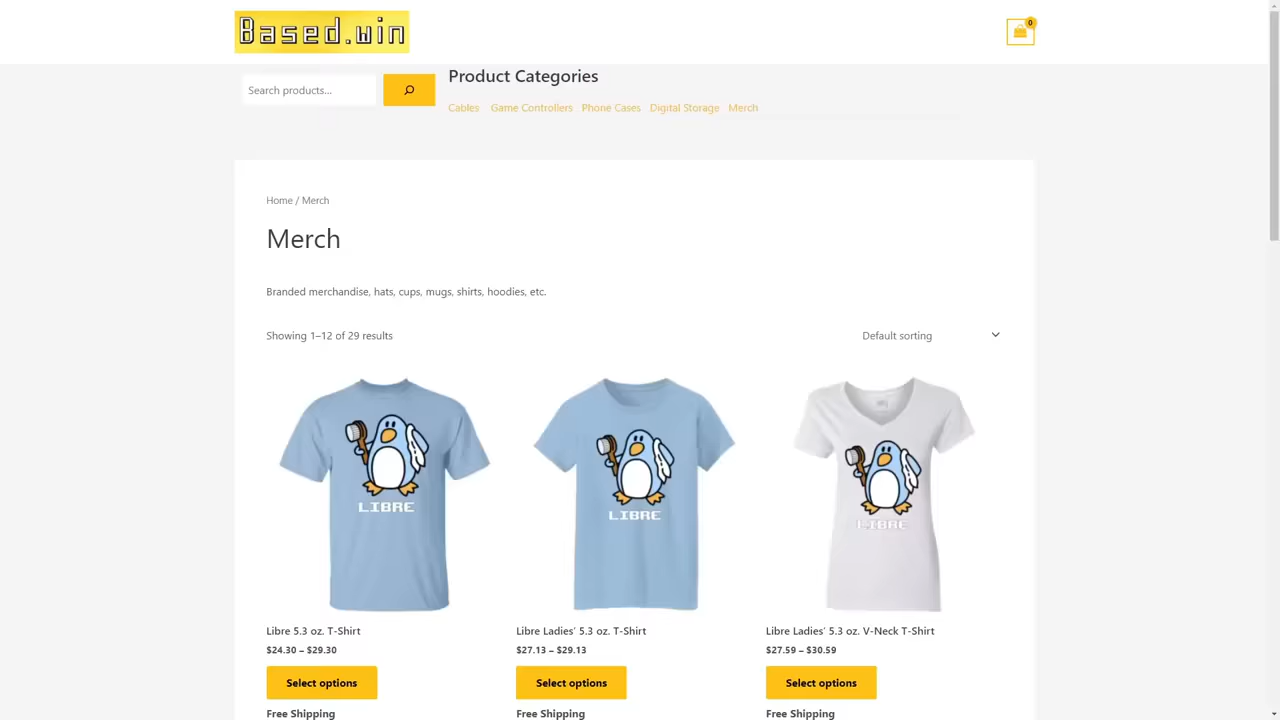 Based.win
0
Search products...
Product Categories
Cables Game Controllers Phone Cases Digital Storage Merch
Home / Merch
Merch
Branded merchandise, hats, cups, mugs, shirts, hoodies, etc.
Showing 1–12 of 29 results
Default sorting
LIBRE
LIBRE
LIBRE
Libre 5.3 oz. T-Shirt
$24.30 – $29.30
Select options
Free Shipping
Libre Ladies’ 5.3 oz. T-Shirt
$27.13 – $29.13
Select options
Free Shipping
Libre Ladies’ 5.3 oz. V-Neck T-Shirt
$27.59 – $30.59
Select options
Free Shipping